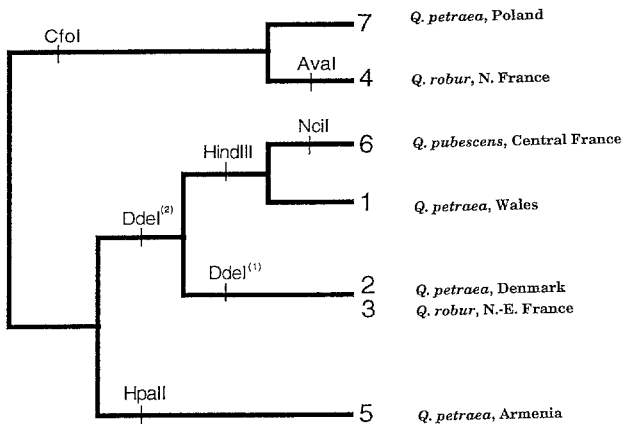 CfoI
7 Q. petraea, Poland
AvaI
4 Q. robur, N. France
NciI
6 Q. pubescens, Central France
HindIII
1 Q. petraea, Wales
DdeI(2)
DdeI(1)
2 Q. petraea, Denmark
3 Q. robur, N.-E. France
HpaII
5 Q. petraea, Armenia